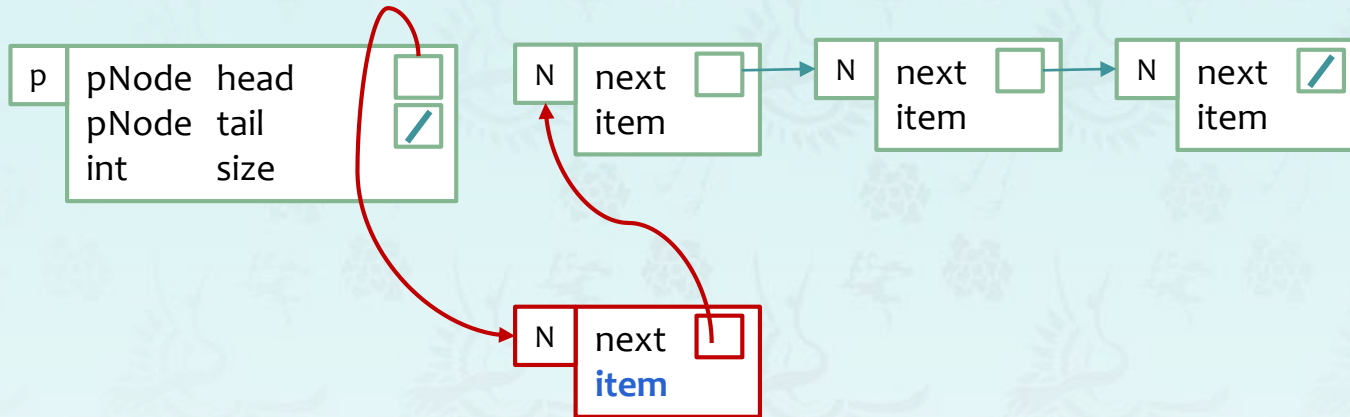 p
pNode head
pNode tail
int size
N
next
item
N
next
item
N
next
item
N
next
item